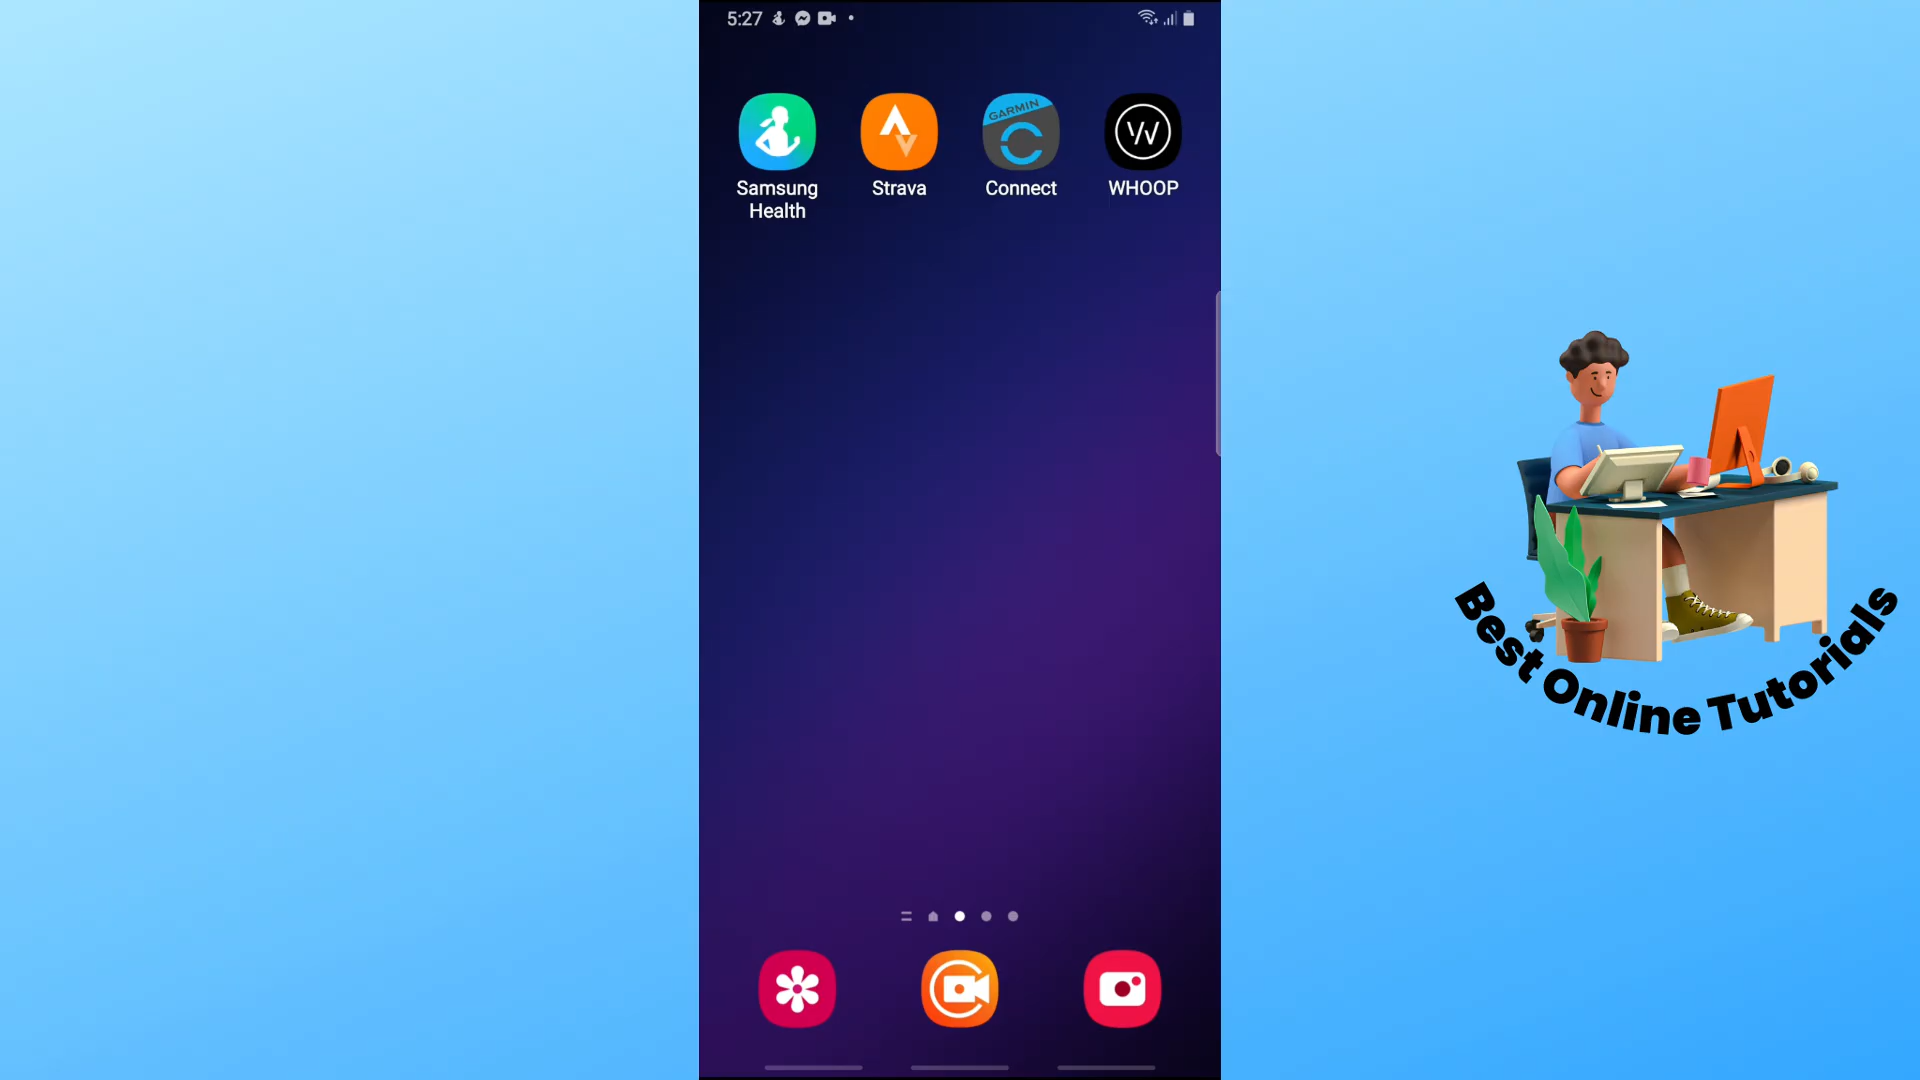 5:27
GARMIN
Samsung
Health
Strava
Connect
WHOOP
Best Online Tutorials